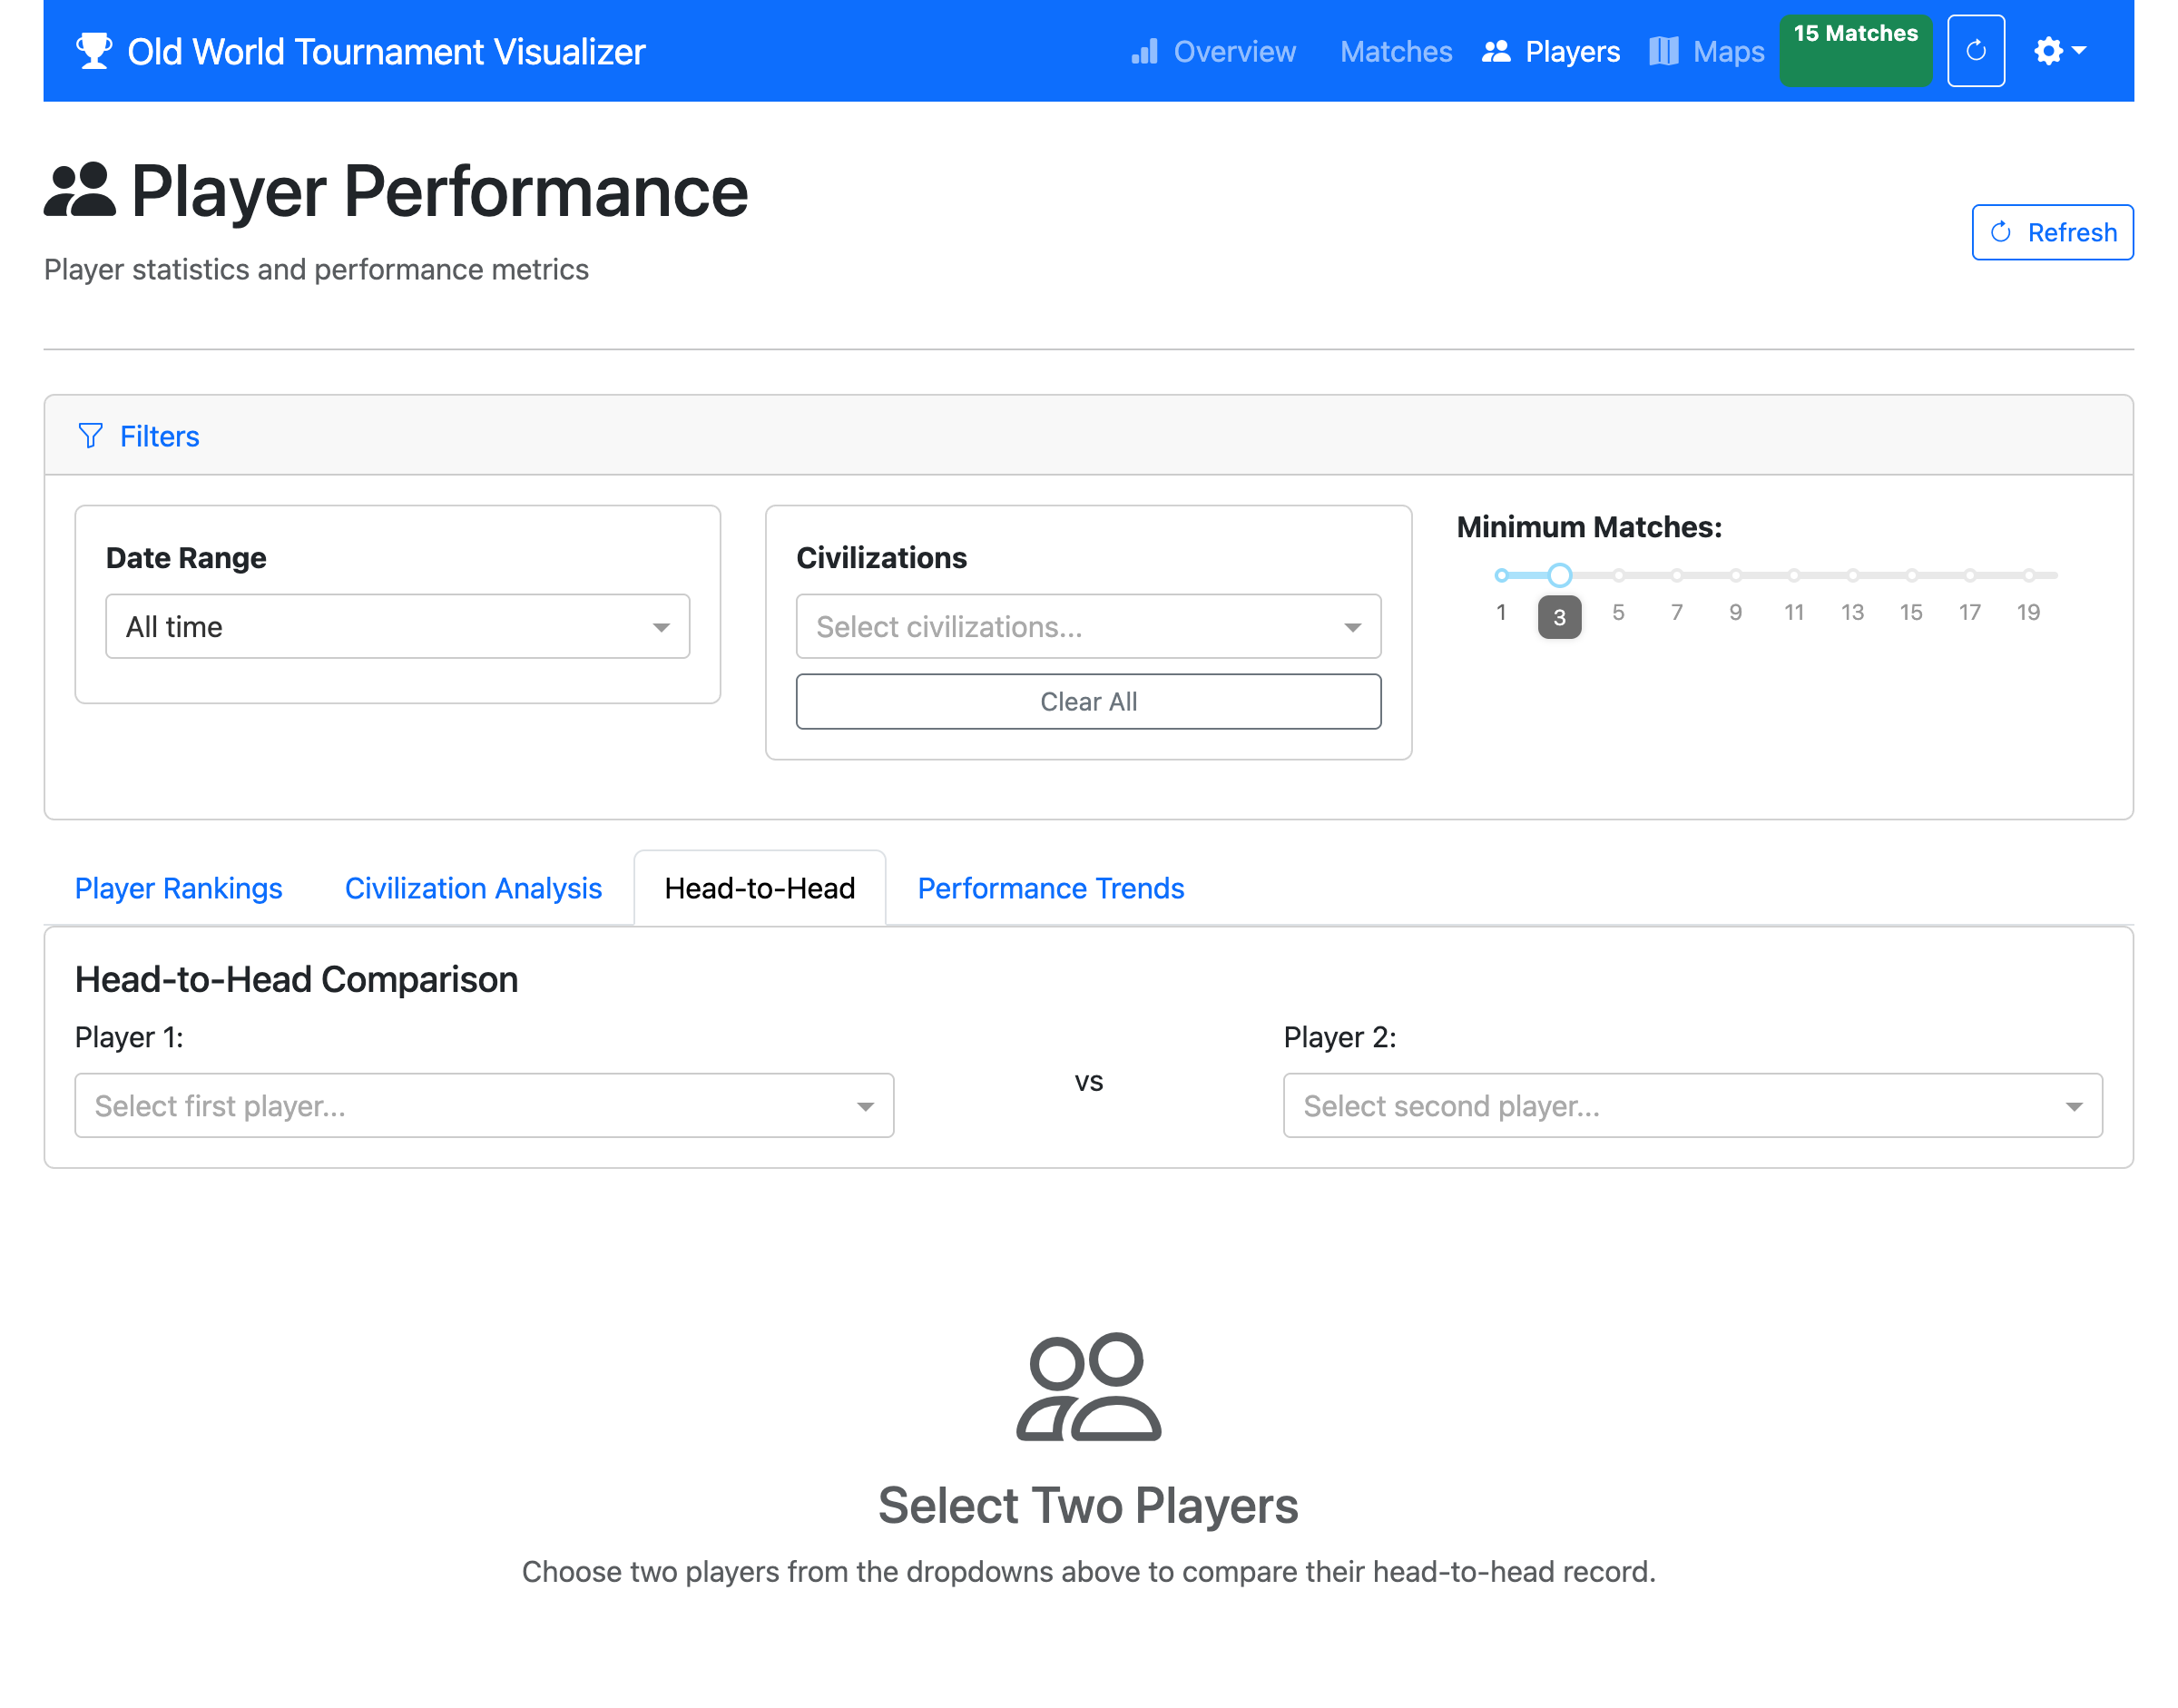 Old World Tournament Visualizer
Overview Matches Players Maps 15 Matches
Player Performance
Player statistics and performance metrics
Refresh
Filters
Date Range
All time
Civilizations
Select civilizations...
Clear All
Minimum Matches:
1 3 5 7 9 11 13 15 17 19
Player Rankings Civilization Analysis Head-to-Head Performance Trends
Head-to-Head Comparison
Player 1:
Select first player...
vs
Player 2:
Select second player...
Select Two Players
Choose two players from the dropdowns above to compare their head-to-head record.